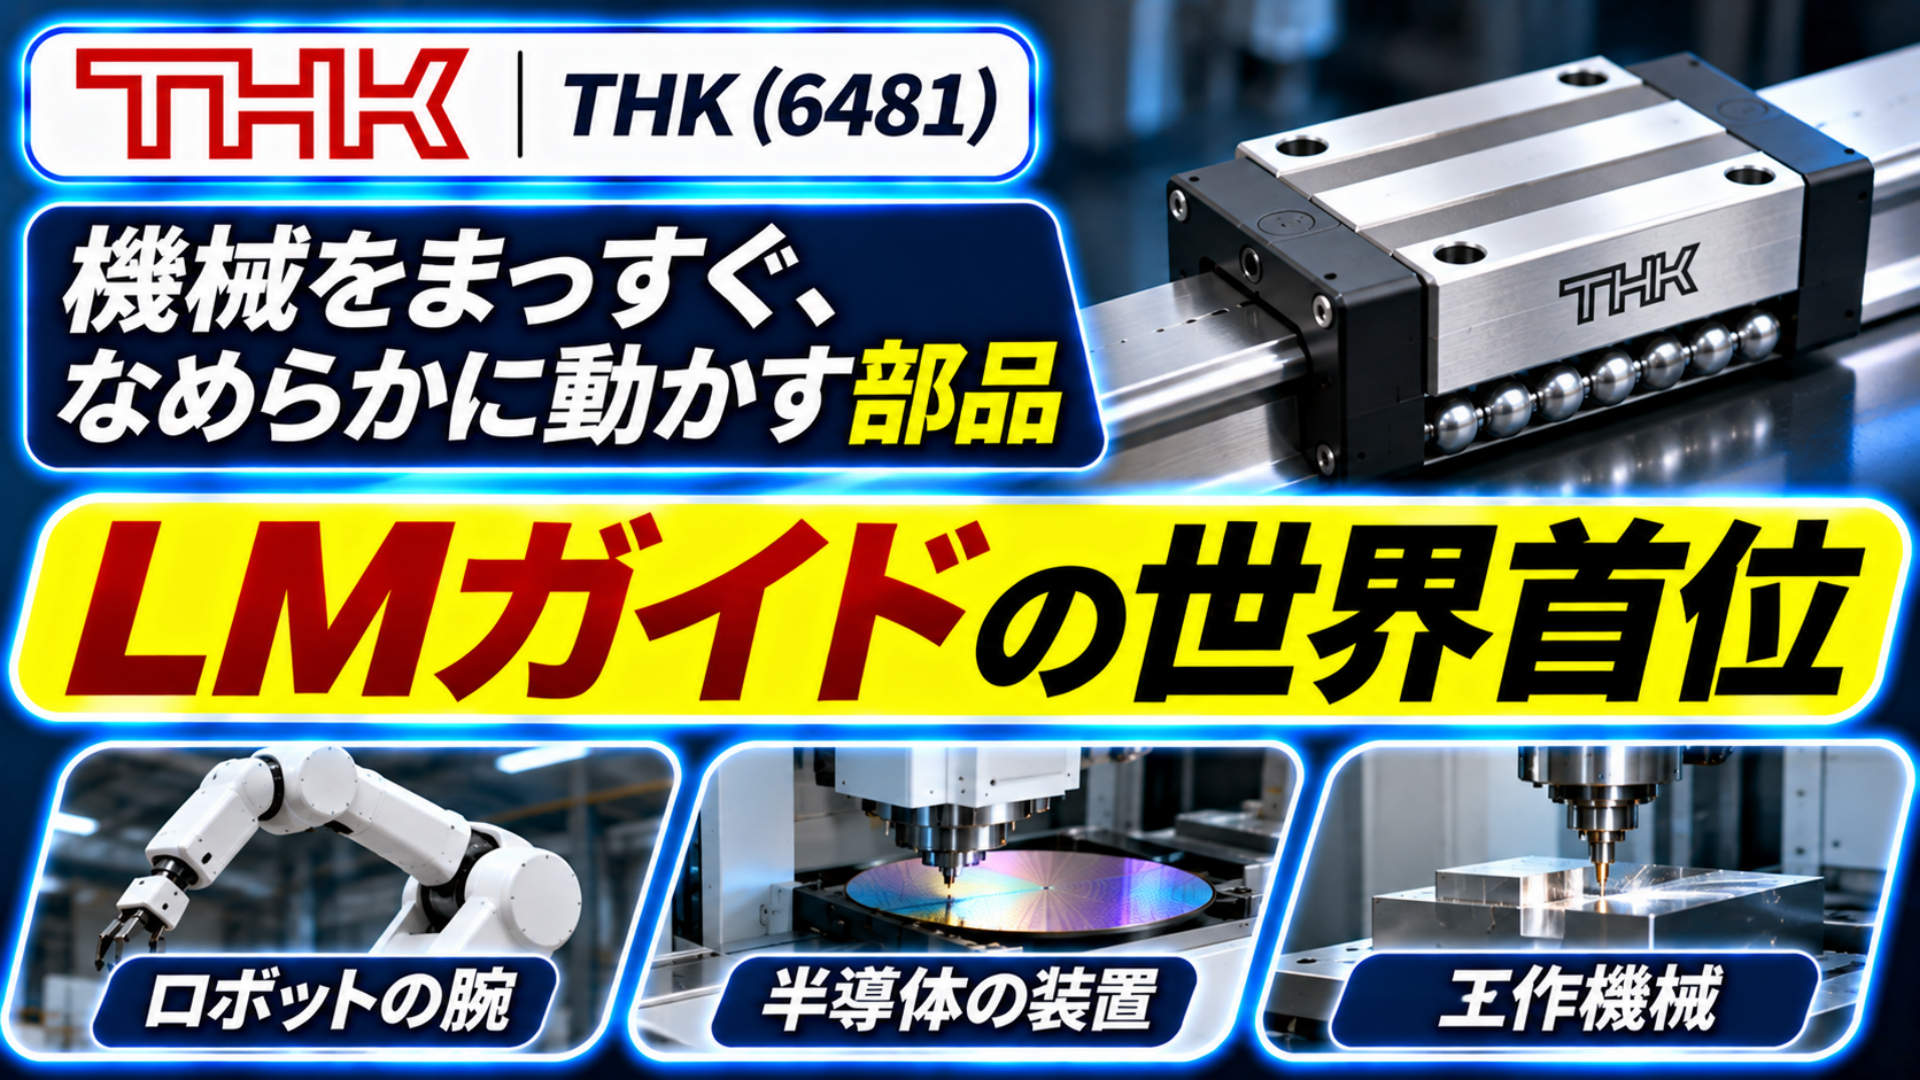 THK THK (6481)
機械をまっすぐ、
なめらかに動かす部品
THK
LMガイドの世界首位
ロボットの腕
半導体の装置
工作機械